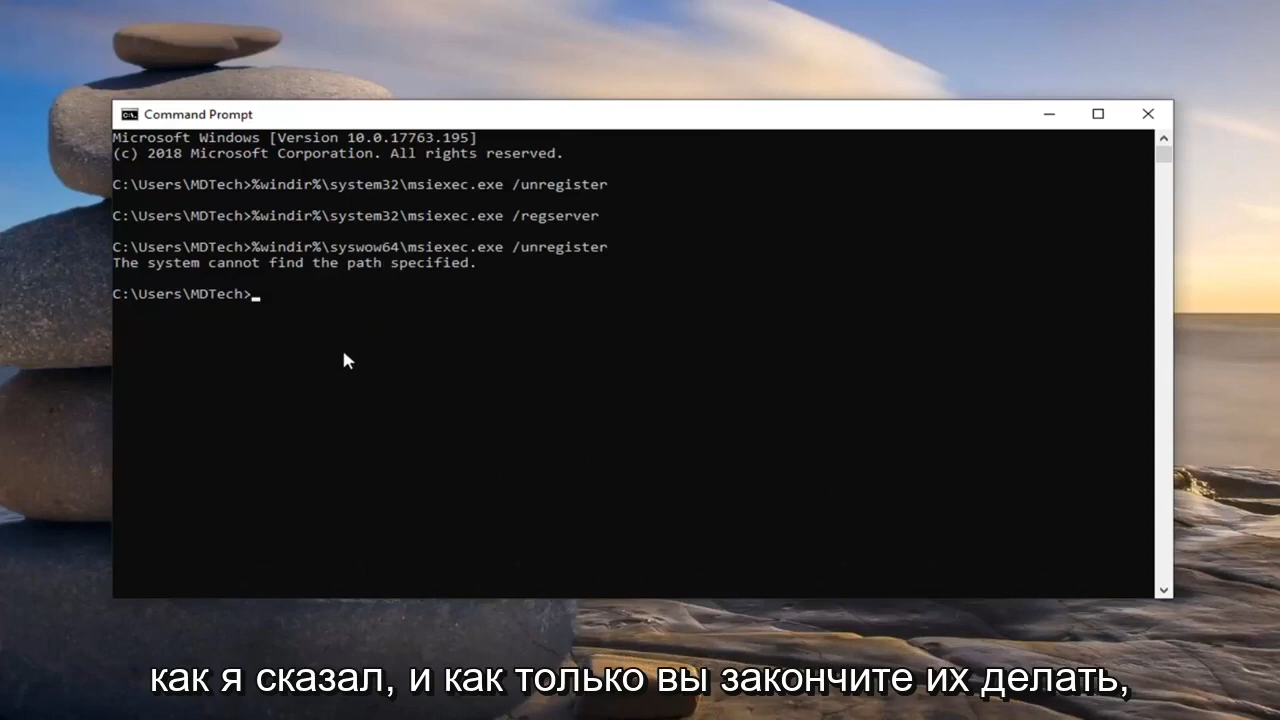 Command Prompt
Microsoft Windows [Version 10.0.17763.195]
(c) 2018 Microsoft Corporation. All rights reserved.
C:\Users\MDTech>%windir%\system32\msiexec.exe /unregister
C:\Users\MDTech>%windir%\system32\msiexec.exe /regserver
C:\Users\MDTech>%windir%\syswow64\msiexec.exe /unregister
The system cannot find the path specified.
C:\Users\MDTech>
как я сказал, и как только вы закончите их делать,